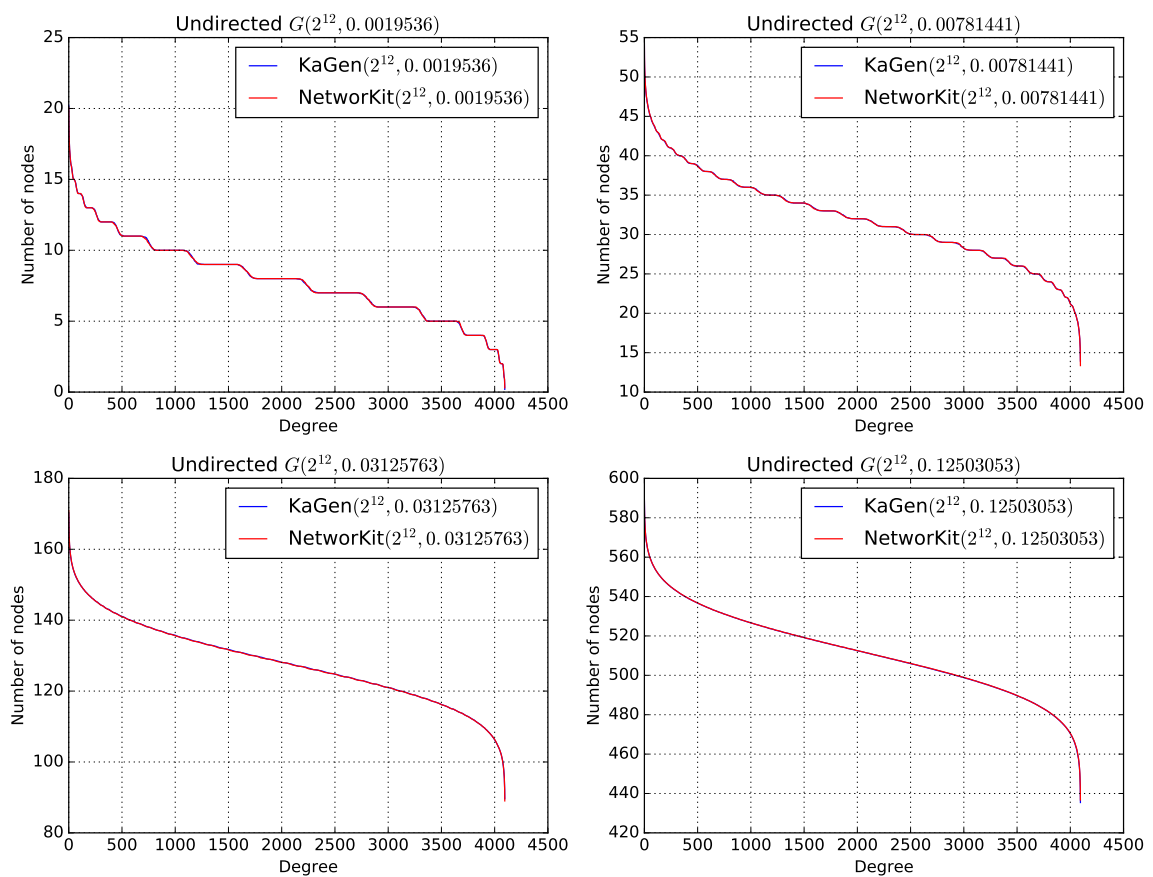 Undirected G(2^12, 0.0019536)
KaGen(2^12, 0.0019536)
NetworKit(2^12, 0.0019536)
Number of nodes
25
20
15
10
5
0
0 500 1000 1500 2000 2500 3000 3500 4000 4500
Degree
Undirected G(2^12, 0.00781441)
KaGen(2^12, 0.00781441)
NetworKit(2^12, 0.00781441)
Number of nodes
55
50
45
40
35
30
25
20
15
10
0 500 1000 1500 2000 2500 3000 3500 4000 4500
Degree
Undirected G(2^12, 0.03125763)
KaGen(2^12, 0.03125763)
NetworKit(2^12, 0.03125763)
Number of nodes
180
160
140
120
100
80
0 500 1000 1500 2000 2500 3000 3500 4000 4500
Degree
Undirected G(2^12, 0.12503053)
KaGen(2^12, 0.12503053)
NetworKit(2^12, 0.12503053)
Number of nodes
600
580
560
540
520
500
480
460
440
420
0 500 1000 1500 2000 2500 3000 3500 4000 4500
Degree